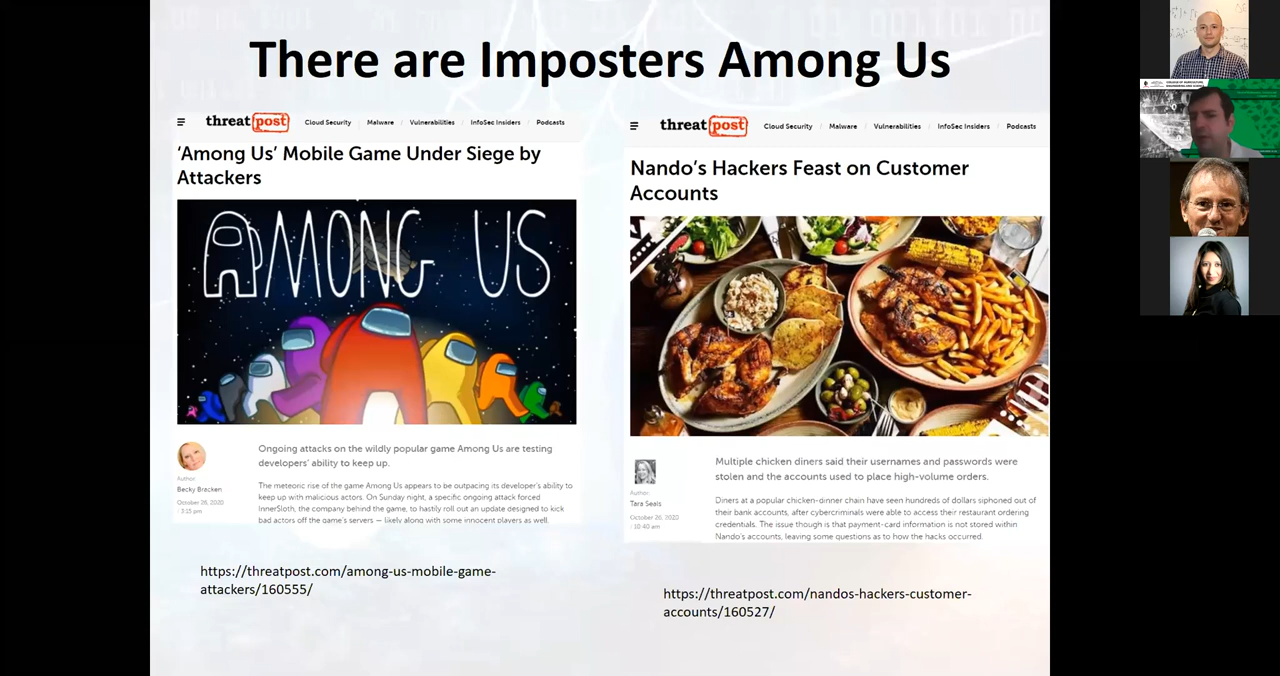 There are Imposters Among Us
threatpost
Cloud Security / Malware / Vulnerabilities / InfoSec Insiders / Podcasts
‘Among Us’ Mobile Game Under Siege by
Attackers
AMONG US
Ongoing attacks on the wildly popular game Among Us are testing
developers’ ability to keep up.
Author:
Becky Bracken
October 26, 2020
/ 3:15 pm
The meteoric rise of the game Among Us appears to be outpacing its developer’s ability to
keep up with malicious actors. On Sunday night, a specific ongoing attack forced
InnerSloth, the company behind the game, to hastily roll out an update designed to kick
bad actors off the game’s servers — likely along with some innocent players as well.
https://threatpost.com/among-us-mobile-game-
attackers/160555/
threatpost
Cloud Security / Malware / Vulnerabilities / InfoSec Insiders / Podcasts
Nando’s Hackers Feast on Customer
Accounts
Multiple chicken diners said their usernames and passwords were
stolen and the accounts used to place high-volume orders.
Author:
Tara Seals
October 26, 2020
/ 10:40 am
Diners at a popular chicken-dinner chain have seen hundreds of dollars siphoned out of
their bank accounts, after cybercriminals were able to access their restaurant ordering
credentials. The issue though is that payment-card information is not stored within
Nando’s accounts, leaving some questions as to how the hacks occurred.
https://threatpost.com/nandos-hackers-customer-
accounts/160527/